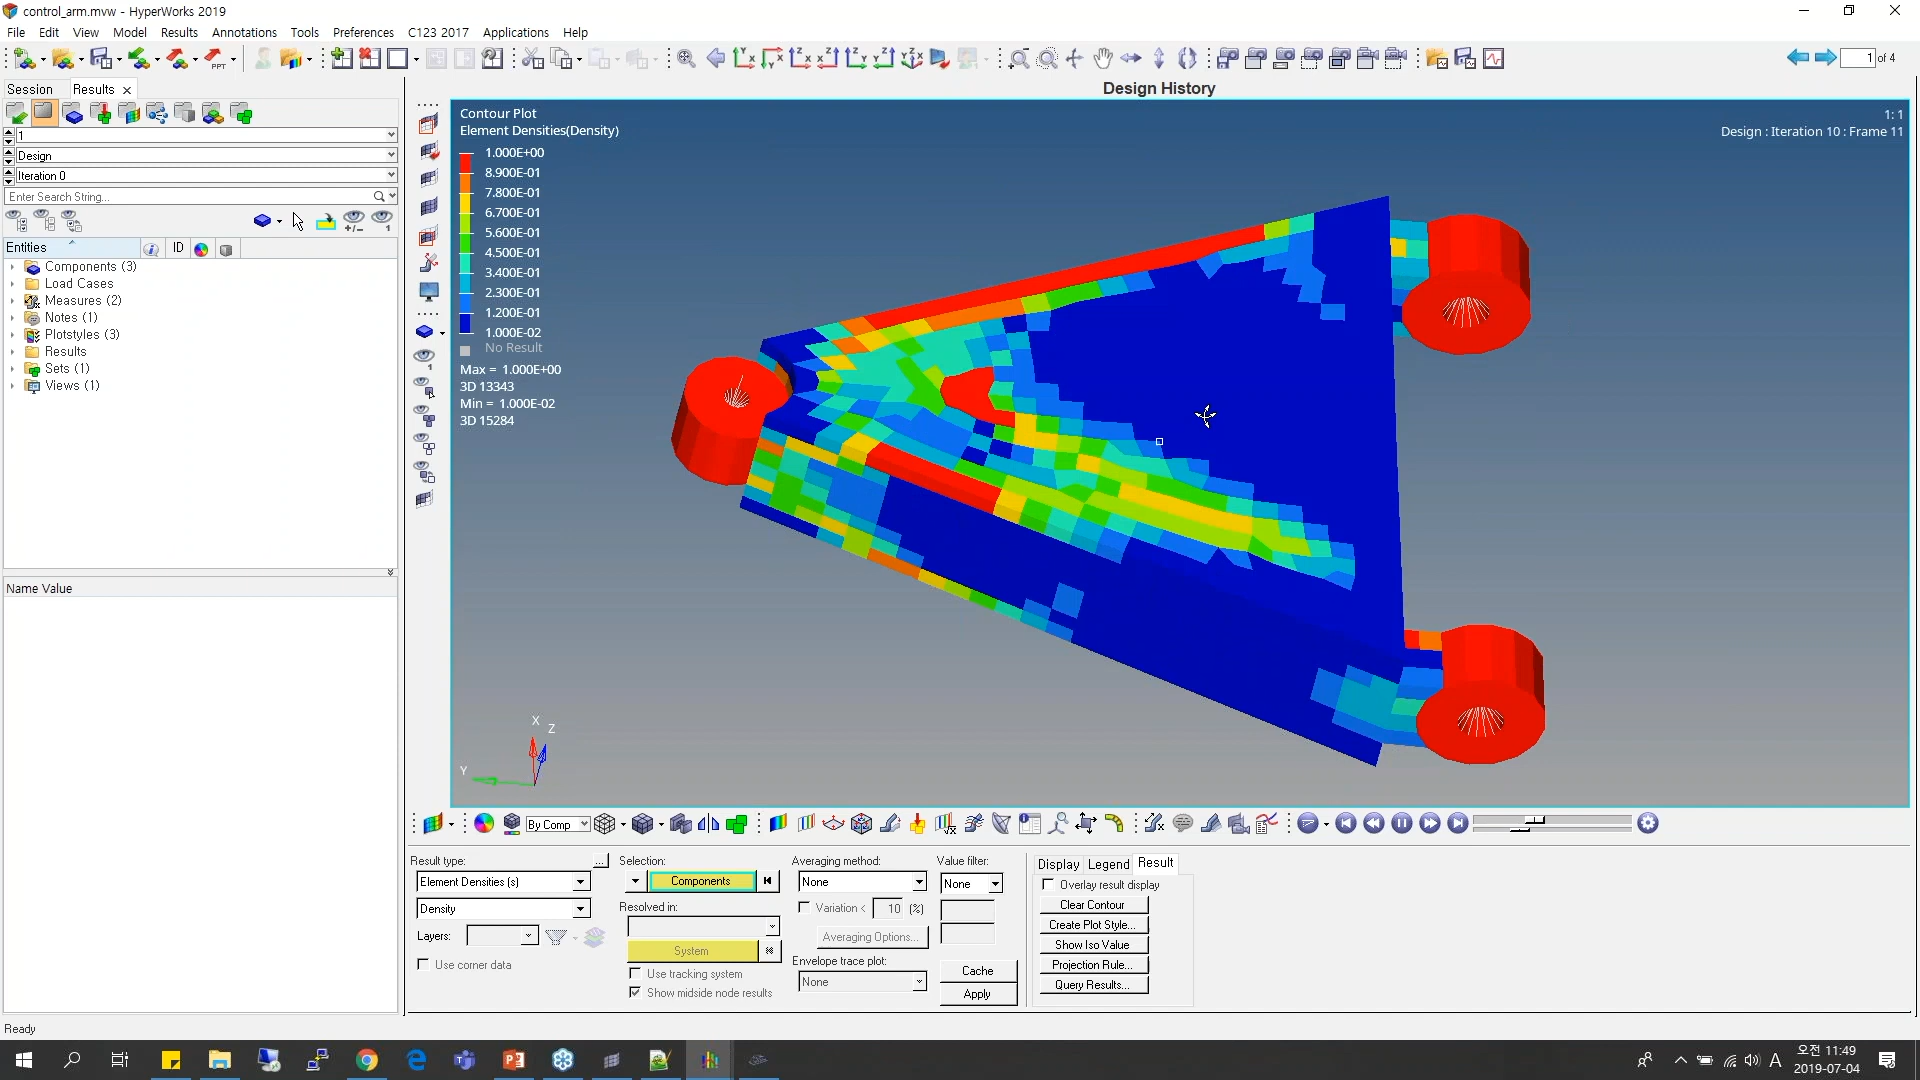 control_arm.mvw - HyperWorks 2019
File Edit View Model Results Annotations Tools Preferences C123 2017 Applications Help
PPT
1 of 4
Session Results
Design History
1
Design
Iteration 0
Enter Search String...
Entities ID
Components (3)
Load Cases
Measures (2)
Notes (1)
Plotstyles (3)
Results
Sets (1)
Views (1)
Name Value
Contour Plot
Element Densities(Density)
1.000E+00
8.900E-01
7.800E-01
6.700E-01
5.600E-01
4.500E-01
3.400E-01
2.300E-01
1.200E-01
1.000E-02
No Result
Max = 1.000E+00
3D 13343
Min = 1.000E-02
3D 15284
1: 1
Design : Iteration 10 : Frame 11
X
Z
Y
By Comp
Result type:
...
Element Densities (s)
Density
Layers:
Use corner data
Selection:
Components
Resolved in:
System
Use tracking system
Show midside node results
Averaging method:
None
Variation < 10 (%)
Averaging Options...
Envelope trace plot:
None
Value filter:
None
Cache
Apply
Display Legend Result
Overlay result display
Clear Contour
Create Plot Style...
Show Iso Value
Projection Rule...
Query Results...
Ready
A
오전 11:49
2019-07-04